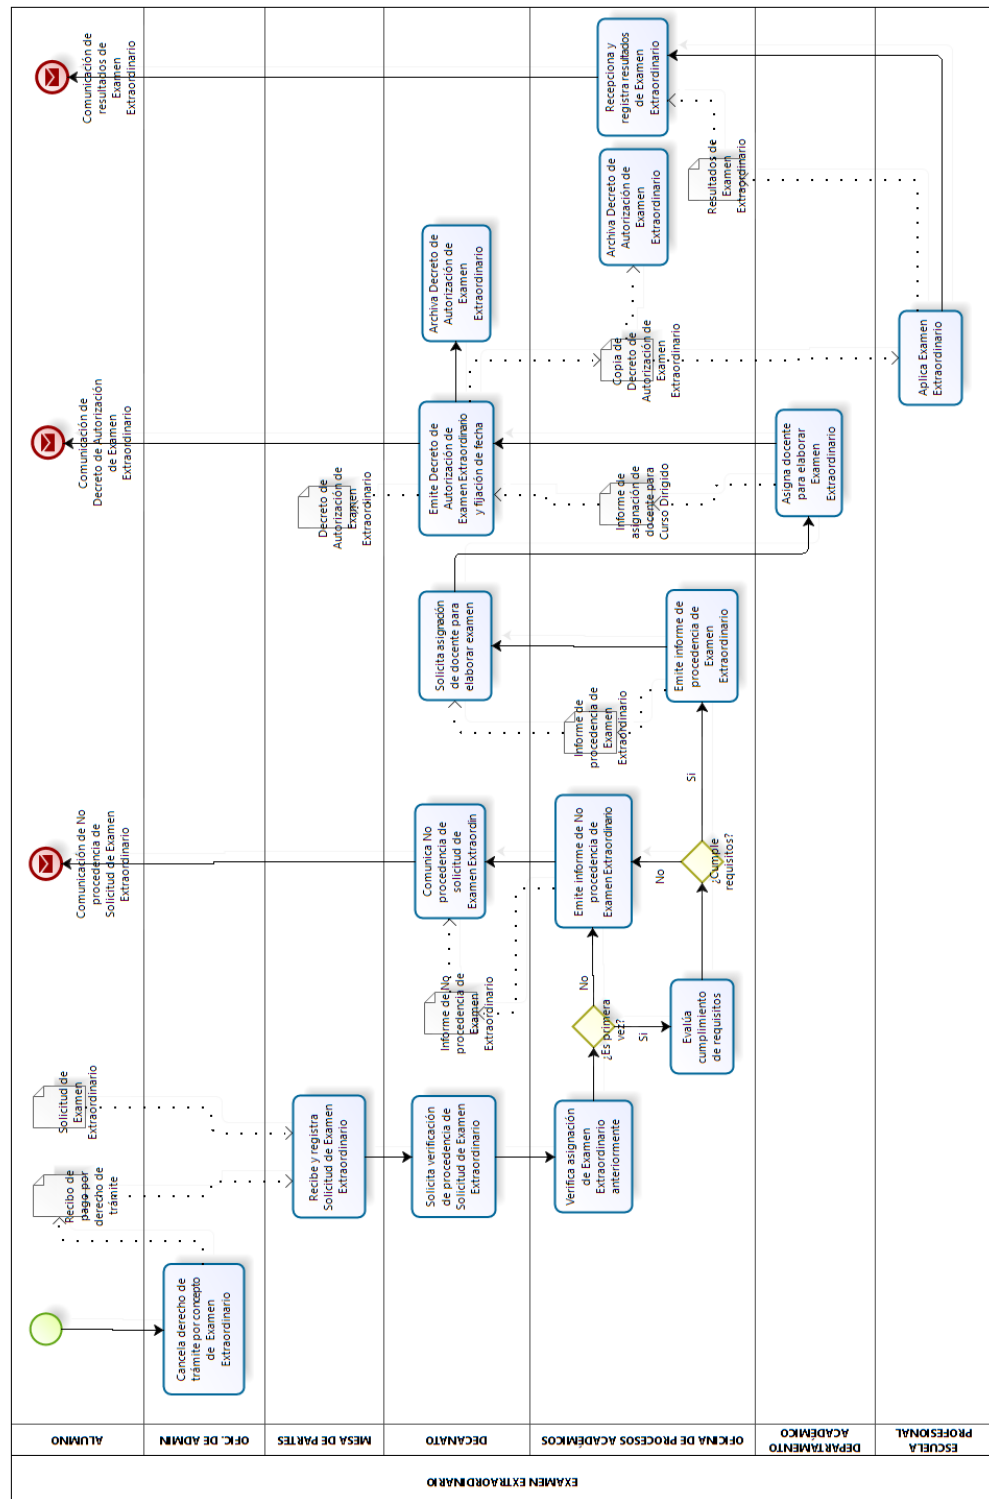 EXAMEN EXTRAORDINARIO
ALUMNO
OFIC. DE ADMIN
MESA DE PARTES
DECANATO
OFICINA DE PROCESOS ACADÉMICOS
DEPARTAMENTO
ACADÉMICO
ESCUELA
PROFESIONAL
Cancela derecho de
trámite por concepto
de Examen
Extraordinario
Recibo de
pago por
derecho de
trámite
Solicitud de
Examen
Extraordinario
Recibe y registra
Solicitud de Examen
Extraordinario
Solicita verificación
de procedencia de
Solicitud de Examen
Extraordinario
Verifica asignación
de Examen
Extraordinario
anteriormente
¿Es primera
vez?
No
Si
Evalúa
cumplimiento
de requisitos
¿Cumple
requisitos?
No
Si
Emite informe de No
procedencia de
Examen Extraordinario
Informe de No
procedencia de
Examen
Extraordinario
Comunica No
procedencia de
solicitud de
Examen Extraordin
Comunicación de No
procedencia de
Solicitud de Examen
Extraordinario
Emite informe de
procedencia de
Examen
Extraordinario
Informe de
procedencia de
Examen
Extraordinario
Solicita asignación
de docente para
elaborar examen
Asigna docente
para elaborar
Examen
Extraordinario
Informe de
asignación de
docente para
Curso Dirigido
Emite Decreto de
Autorización de
Examen Extraordinario
y fijación de fecha
Decreto de
Autorización de
Examen
Extraordinario
Comunicación de
Decreto de Autorización
de Examen
Extraordinario
Archiva Decreto de
Autorización de
Examen
Extraordinario
Copia de
Decreto de
Autorización de
Examen
Extraordinario
Archiva Decreto de
Autorización de
Examen
Extraordinario
Aplica Examen
Extraordinario
Resultados de
Examen
Extraordinario
Recepciona y
registra resultados
de Examen
Extraordinario
Comunicación de
resultados de
Examen
Extraordinario